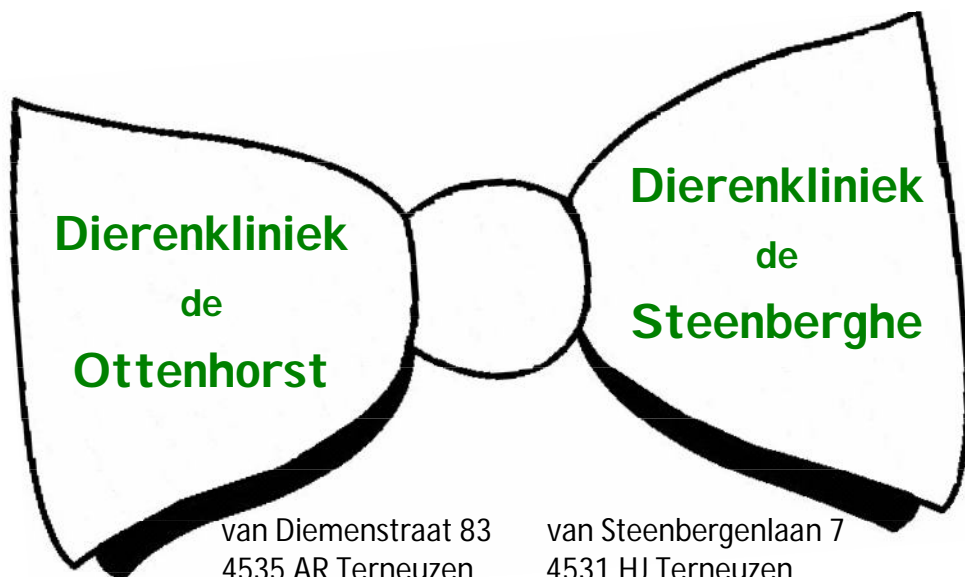 Dierenkliniek
de
Ottenhorst
Dierenkliniek
de
Steenberghe
van Diemenstraat 83
4535 AR Terneuzen
van Steenbergenlaan 7
4531 HJ Terneuzen